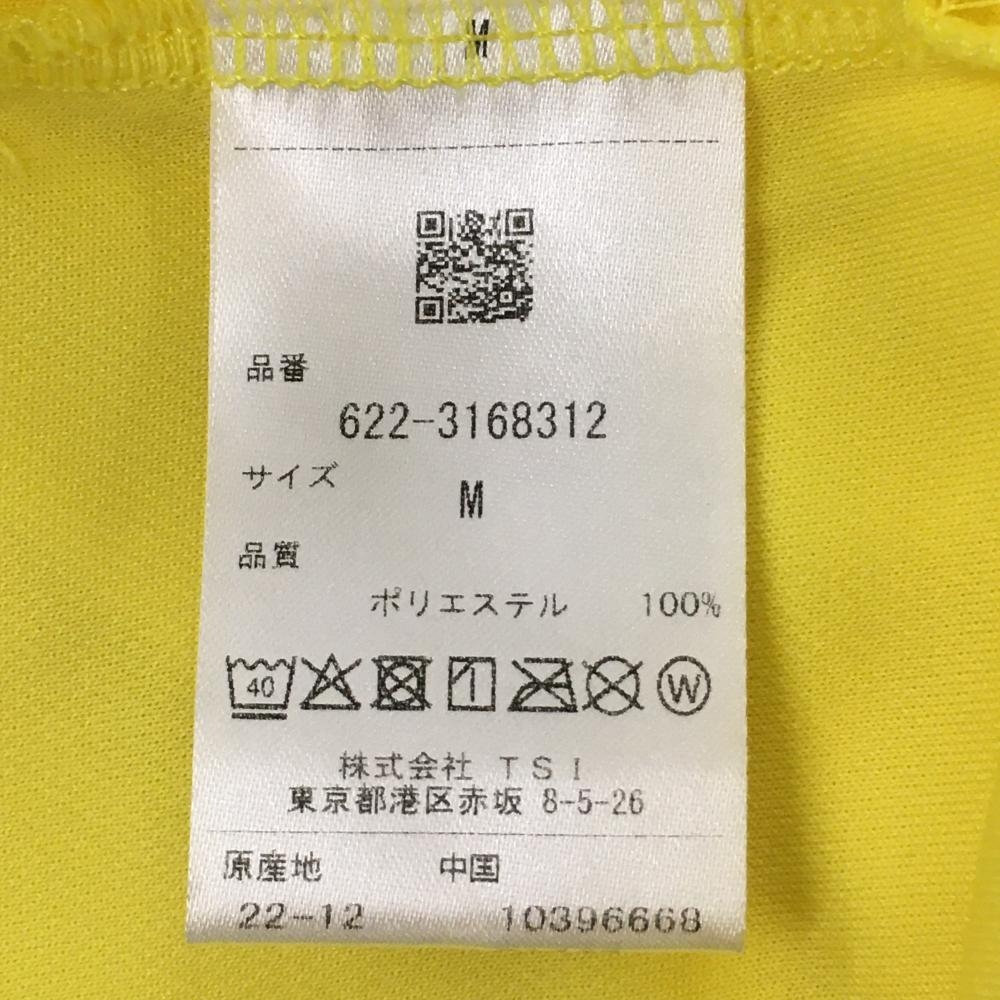 M
品番
622-3168312
サイズ
M
品質
ポリエステル 100%
40 W
株式会社 TSI
東京都港区赤坂 8-5-26
原産地 中国
22-12 10396668